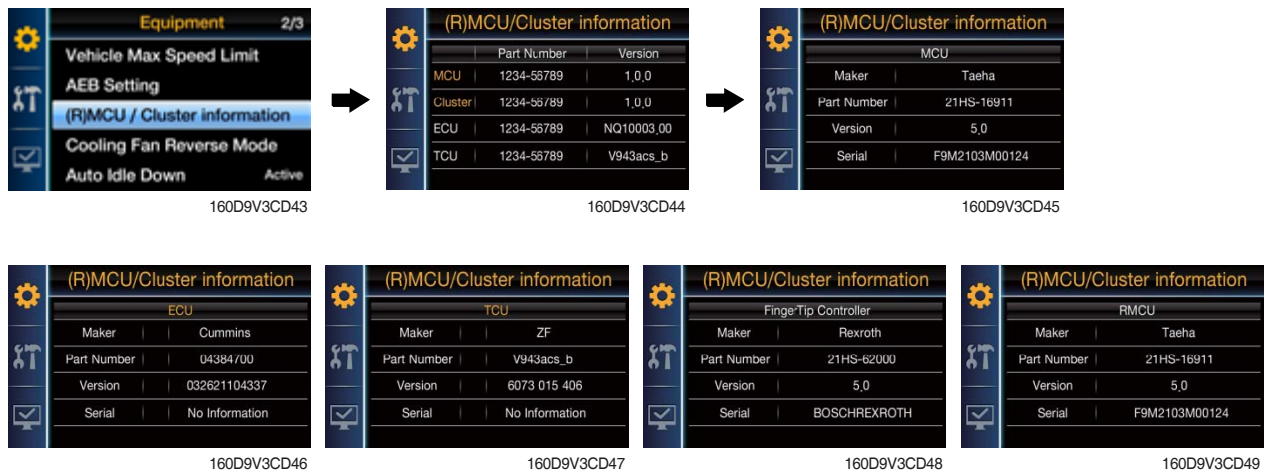 Equipment 2/3
Vehicle Max Speed Limit
AEB Setting
(R)MCU / Cluster information
Cooling Fan Reverse Mode
Auto Idle Down Active
160D9V3CD43
(R)MCU/Cluster information
Part Number Version
MCU 1234-56789 1,0,0
Cluster 1234-56789 1,0,0
ECU 1234-56789 NQ10003,00
TCU 1234-56789 V943acs_b
160D9V3CD44
(R)MCU/Cluster information
MCU
Maker Taeha
Part Number 21HS-16911
Version 5,0
Serial F9M2103M00124
160D9V3CD45
(R)MCU/Cluster information
ECU
Maker Cummins
Part Number 04384700
Version 032621104337
Serial No Information
160D9V3CD46
(R)MCU/Cluster information
TCU
Maker ZF
Part Number V943acs_b
Version 6073 015 406
Serial No Information
160D9V3CD47
(R)MCU/Cluster information
FingerTip Controller
Maker Rexroth
Part Number 21HS-62000
Version 5,0
Serial BOSCHREXROTH
160D9V3CD48
(R)MCU/Cluster information
RMCU
Maker Taeha
Part Number 21HS-16911
Version 5,0
Serial F9M2103M00124
160D9V3CD49